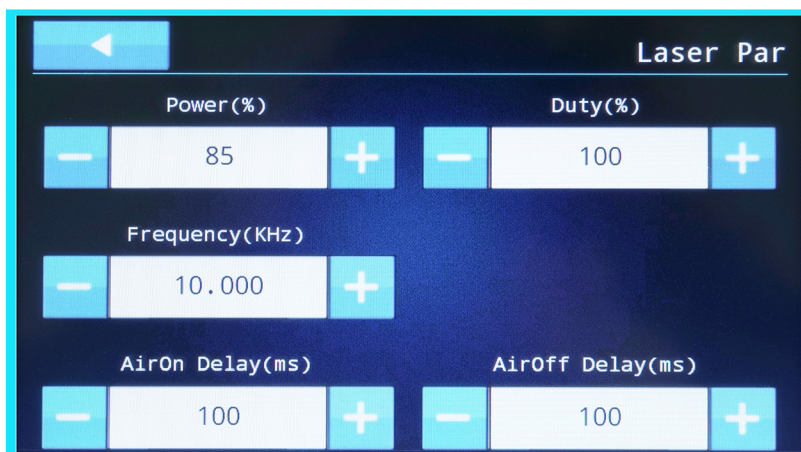 Laser Par
Power(%)
Duty(%)
85
100
Frequency(KHz)
10.000
AirOn Delay(ms)
AirOff Delay(ms)
100
100